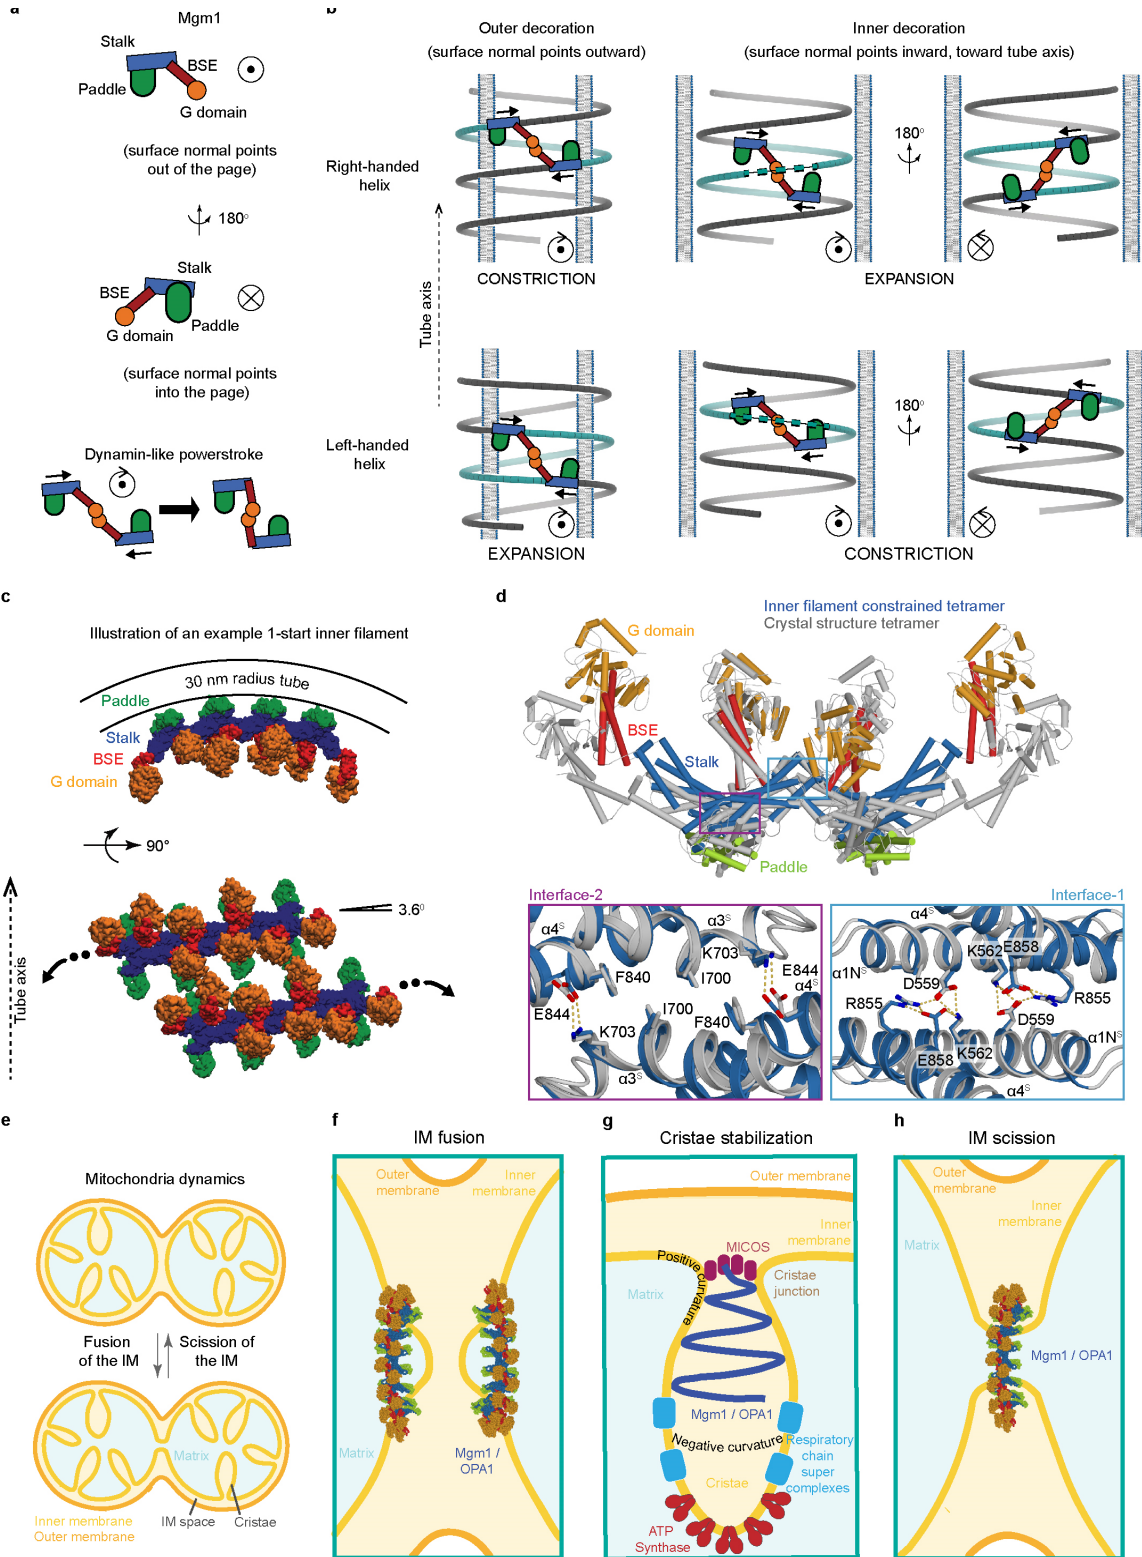 a
Mgm1
Stalk
BSE
Paddle
G domain
(surface normal points
out of the page)
180°
Stalk
BSE
G domain
Paddle
(surface normal points
into the page)
Dynamin-like powerstroke
b
Outer decoration
(surface normal points outward)
Inner decoration
(surface normal points inward, toward tube axis)
Right-handed
helix
180°
CONSTRICTION
EXPANSION
Tube axis
Left-handed
helix
180°
EXPANSION
CONSTRICTION
c
Illustration of an example 1-start inner filament
30 nm radius tube
Paddle
Stalk
BSE
G domain
90°
3.6⁰
Tube axis
d
Inner filament constrained tetramer
Crystal structure tetramer
G domain
BSE
Stalk
Paddle
Interface-2
α4ˢ
α3ˢ
K703
F840
I700
E844
α4ˢ
E844
I700
F840
K703
α3ˢ
Interface-1
α4ˢ
K562
E858
α1Nˢ
D559
R855
R855
D559
E858
K562
α1Nˢ
α4ˢ
e
Mitochondria dynamics
Fusion
of the IM
Scission of
the IM
Matrix
Inner membrane
Outer membrane
IM space
Cristae
f
IM fusion
Outer
membrane
Inner
membrane
Matrix
Mgm1 /
OPA1
g
Cristae stabilization
Outer membrane
Inner
membrane
MICOS
Positive curvature
Cristae
junction
Matrix
Mgm1 / OPA1
Negative curvature
Respiratory
chain
super
complexes
Cristae
ATP
Synthase
h
IM scission
Outer
membrane
Inner
membrane
Matrix
Mgm1 / OPA1